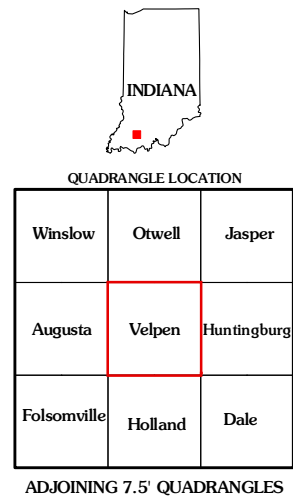 INDIANA
QUADRANGLE LOCATION
Winslow Otwell Jasper
Augusta Velpen Huntingburg
Folsomville Holland Dale
ADJOINING 7.5' QUADRANGLES